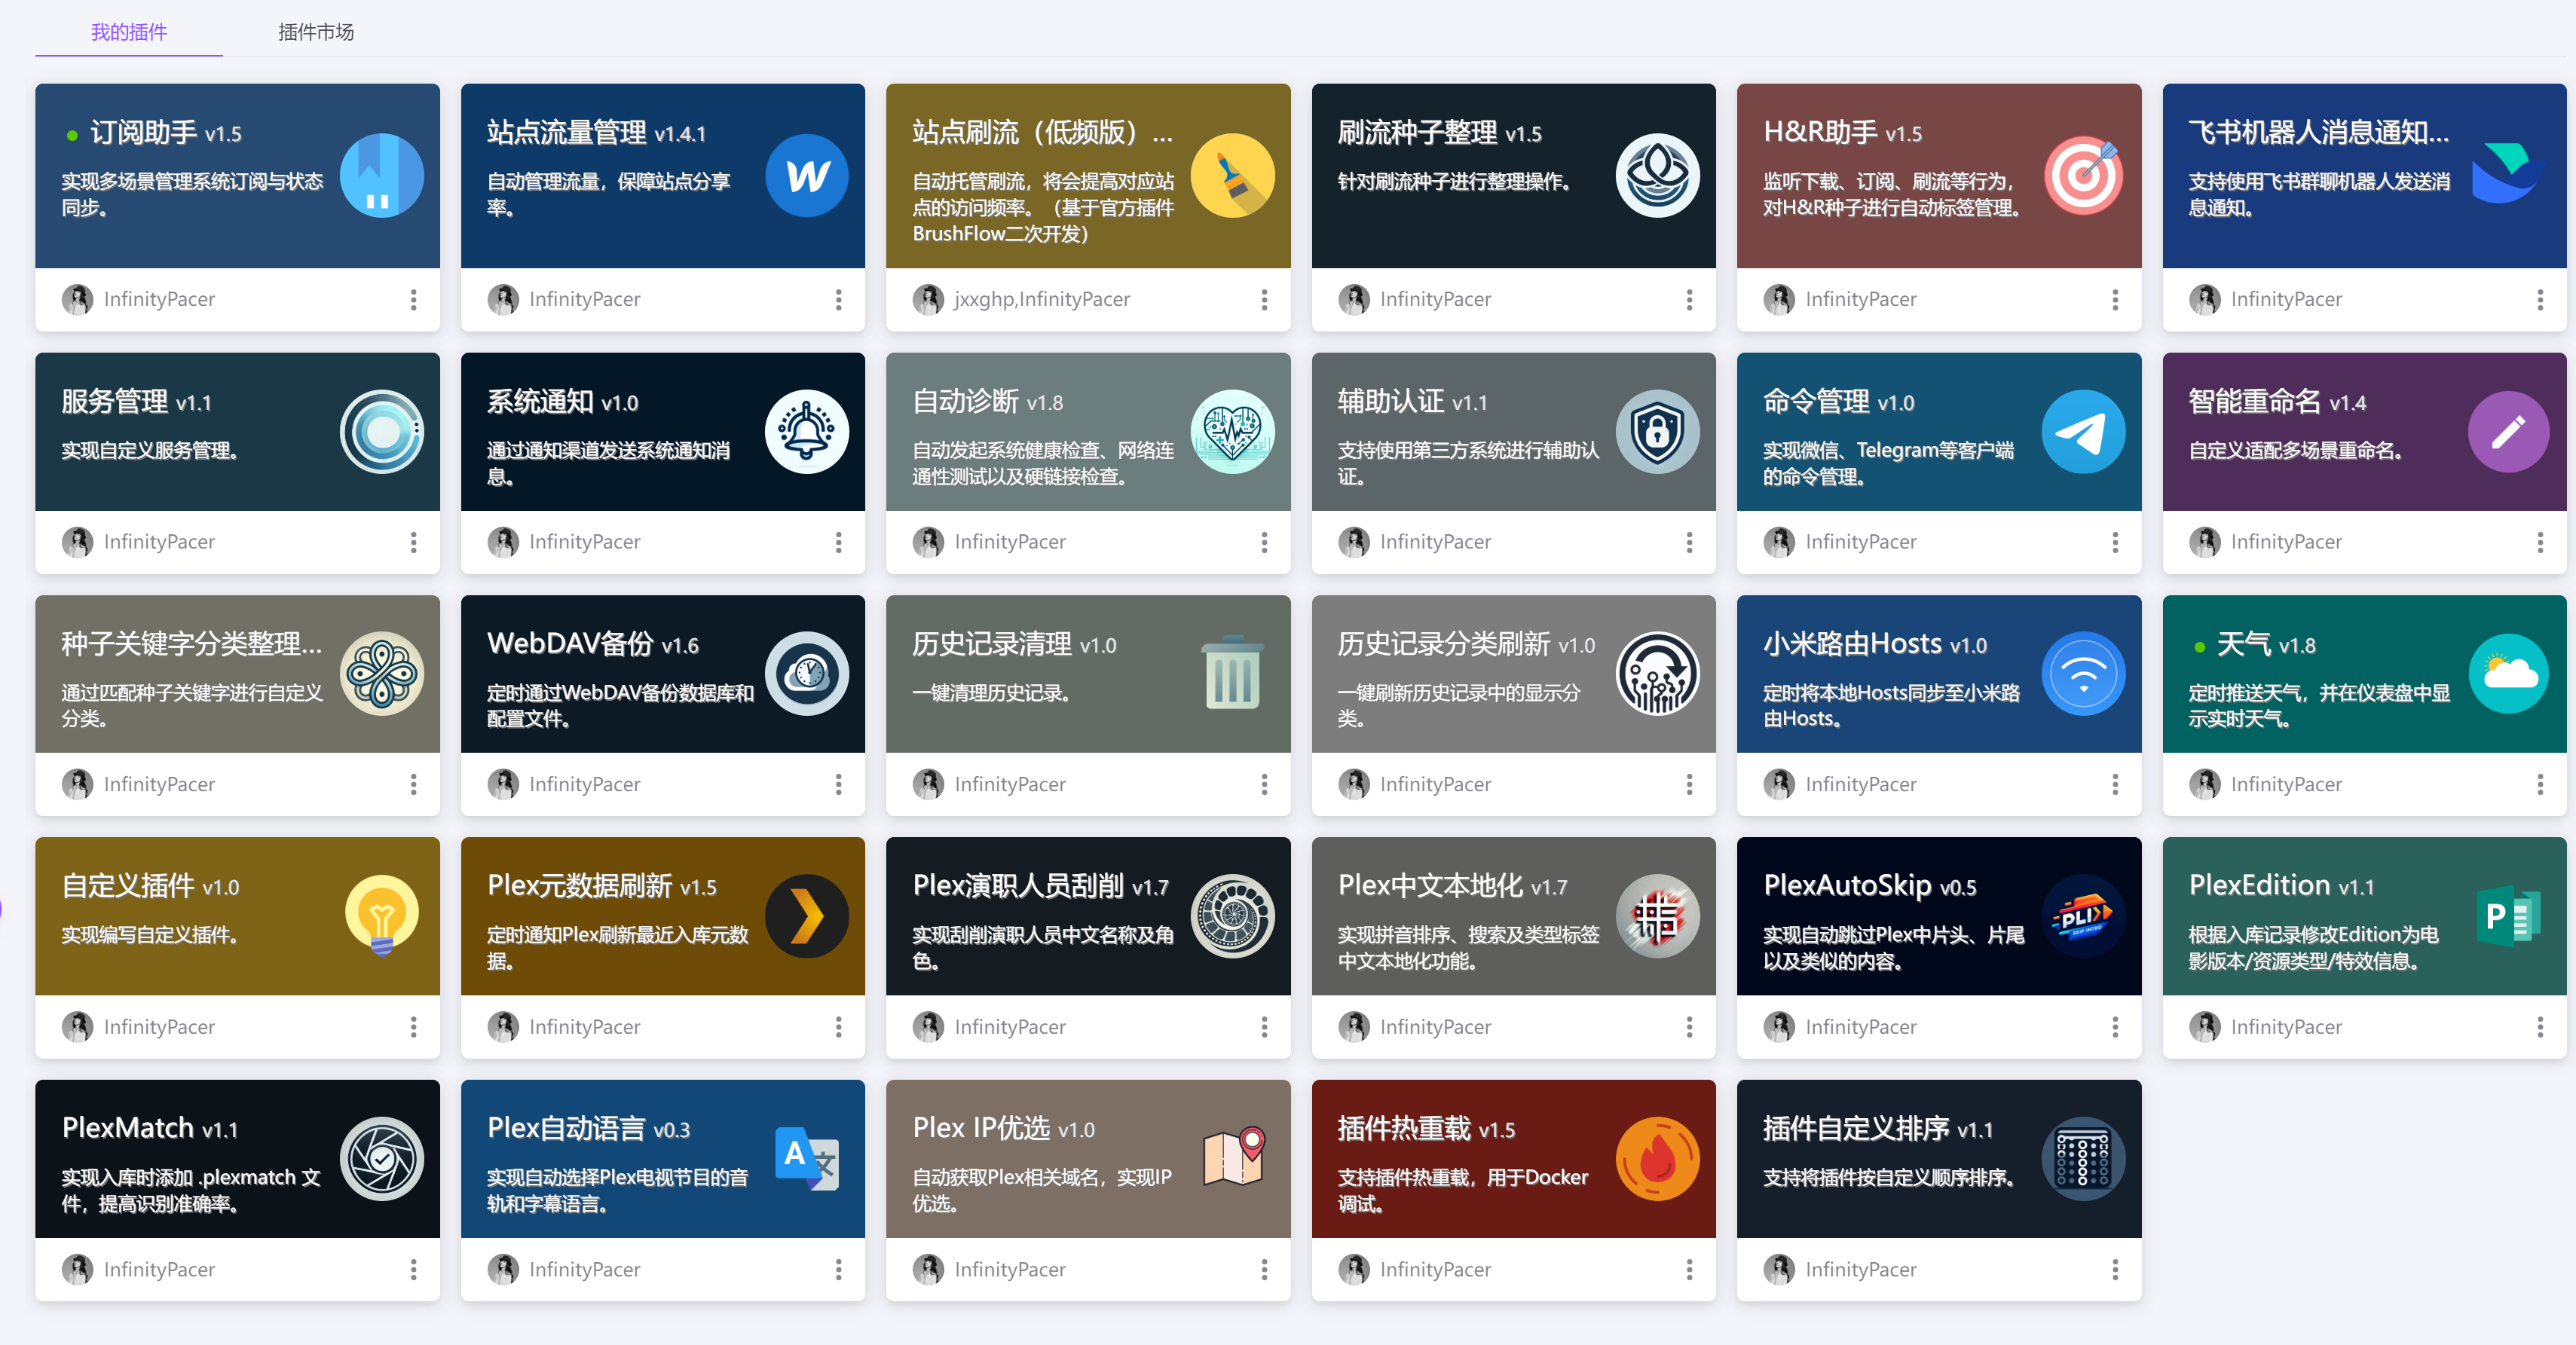 我的插件
插件市场
订阅助手 v1.5
实现多场景管理系统订阅与状态
同步。
InfinityPacer
站点流量管理 v1.4.1
自动管理流量，保障站点分享
率。
InfinityPacer
站点刷流（低频版）...
自动托管刷流，将会提高对应站
点的访问频率。（基于官方插件
BrushFlow二次开发）
jxxghp,InfinityPacer
刷流种子整理 v1.5
针对刷流种子进行整理操作。
InfinityPacer
H&R助手 v1.5
监听下载、订阅、刷流等行为，
对H&R种子进行自动标签管理。
InfinityPacer
飞书机器人消息通知...
支持使用飞书群聊机器人发送消
息通知。
InfinityPacer
服务管理 v1.1
实现自定义服务管理。
InfinityPacer
系统通知 v1.0
通过通知渠道发送系统通知消
息。
InfinityPacer
自动诊断 v1.8
自动发起系统健康检查、网络连
通性测试以及硬链接检查。
InfinityPacer
辅助认证 v1.1
支持使用第三方系统进行辅助认
证。
InfinityPacer
命令管理 v1.0
实现微信、Telegram等客户端
的命令管理。
InfinityPacer
智能重命名 v1.4
自定义适配多场景重命名。
InfinityPacer
种子关键字分类整理...
通过匹配种子关键字进行自定义
分类。
InfinityPacer
WebDAV备份 v1.6
定时通过WebDAV备份数据库和
配置文件。
InfinityPacer
历史记录清理 v1.0
一键清理历史记录。
InfinityPacer
历史记录分类刷新 v1.0
一键刷新历史记录中的显示分
类。
InfinityPacer
小米路由Hosts v1.0
定时将本地Hosts同步至小米路
由Hosts。
InfinityPacer
天气 v1.8
定时推送天气，并在仪表盘中显
示实时天气。
InfinityPacer
自定义插件 v1.0
实现编写自定义插件。
InfinityPacer
Plex元数据刷新 v1.5
定时通知Plex刷新最近入库元数
据。
InfinityPacer
Plex演职人员刮削 v1.7
实现刮削演职人员中文名称及角
色。
InfinityPacer
Plex中文本地化 v1.7
实现拼音排序、搜索及类型标签
中文本地化功能。
InfinityPacer
PlexAutoSkip v0.5
实现自动跳过Plex中片头、片尾
以及类似的内容。
PLIX
SKIP INTRO
InfinityPacer
PlexEdition v1.1
根据入库记录修改Edition为电
影版本/资源类型/特效信息。
P
InfinityPacer
PlexMatch v1.1
实现入库时添加 .plexmatch 文
件，提高识别准确率。
InfinityPacer
Plex自动语言 v0.3
实现自动选择Plex电视节目的音
轨和字幕语言。
A 文
InfinityPacer
Plex IP优选 v1.0
自动获取Plex相关域名，实现IP
优选。
InfinityPacer
插件热重载 v1.5
支持插件热重载，用于Docker
调试。
InfinityPacer
插件自定义排序 v1.1
支持将插件按自定义顺序排序。
InfinityPacer